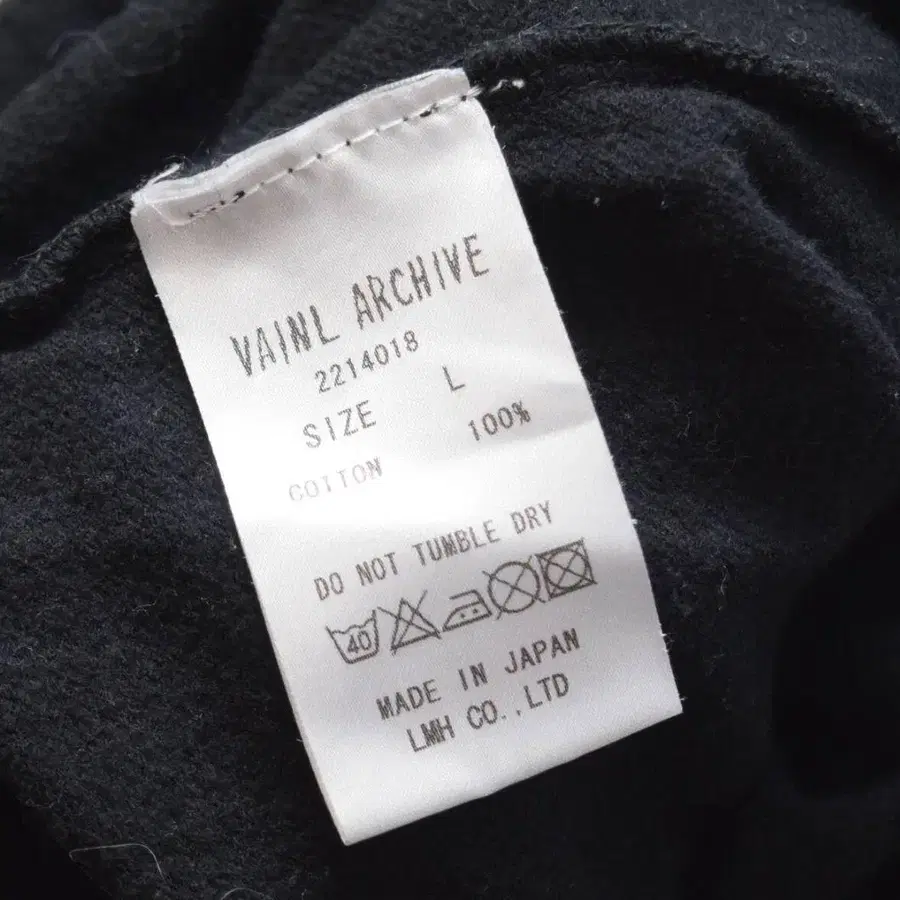 VAINL ARCHIVE
2214018
SIZE L
COTTON 100%
DO NOT TUMBLE DRY
40
MADE IN JAPAN
LMH CO.,LTD